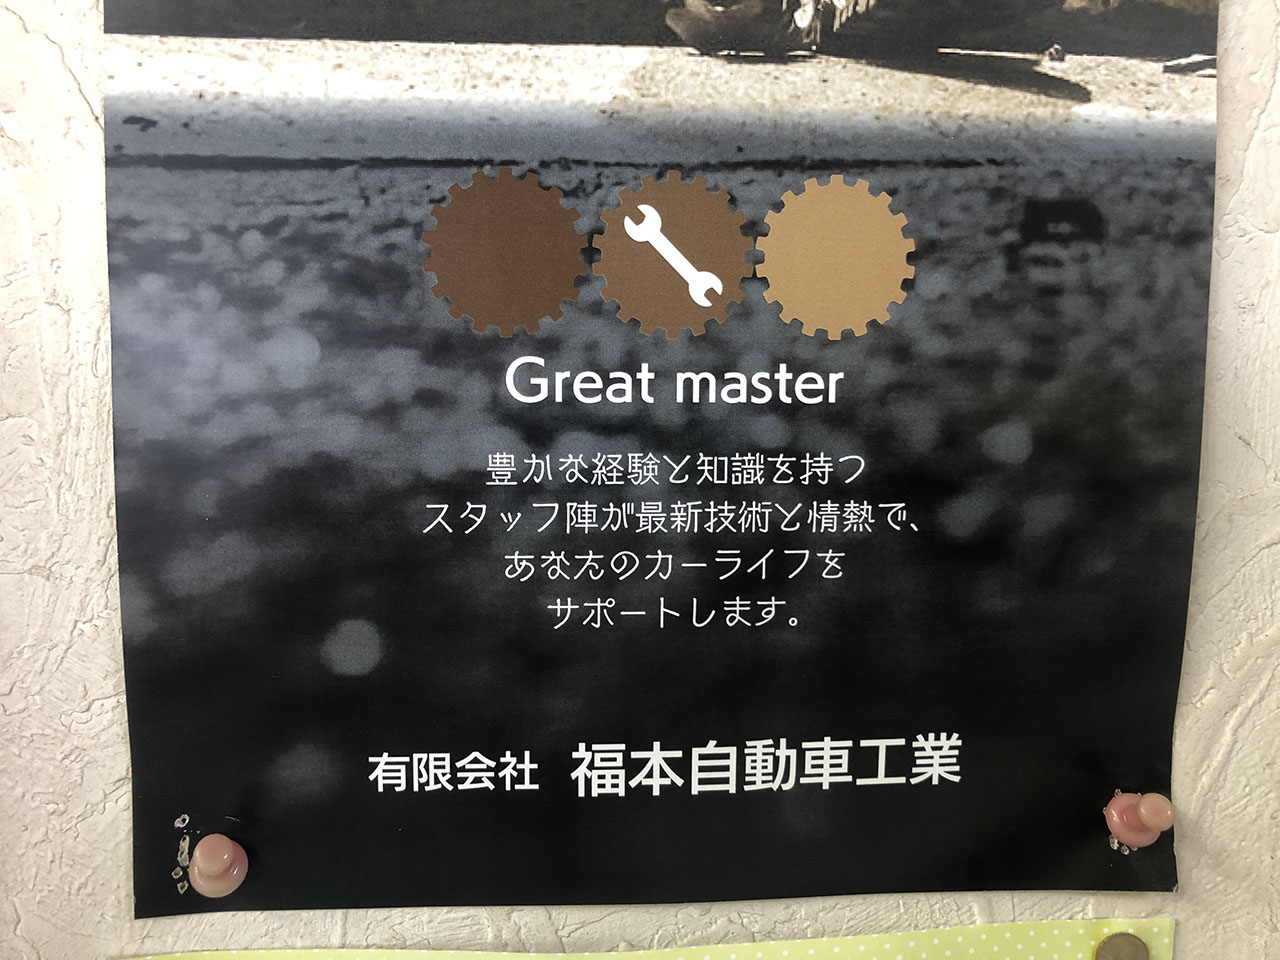 Great master
豊かな経験と知識を持つ
スタッフ陣が最新技術と情熱で、
あなたのカーライフを
サポートします。
有限会社 福本自動車工業